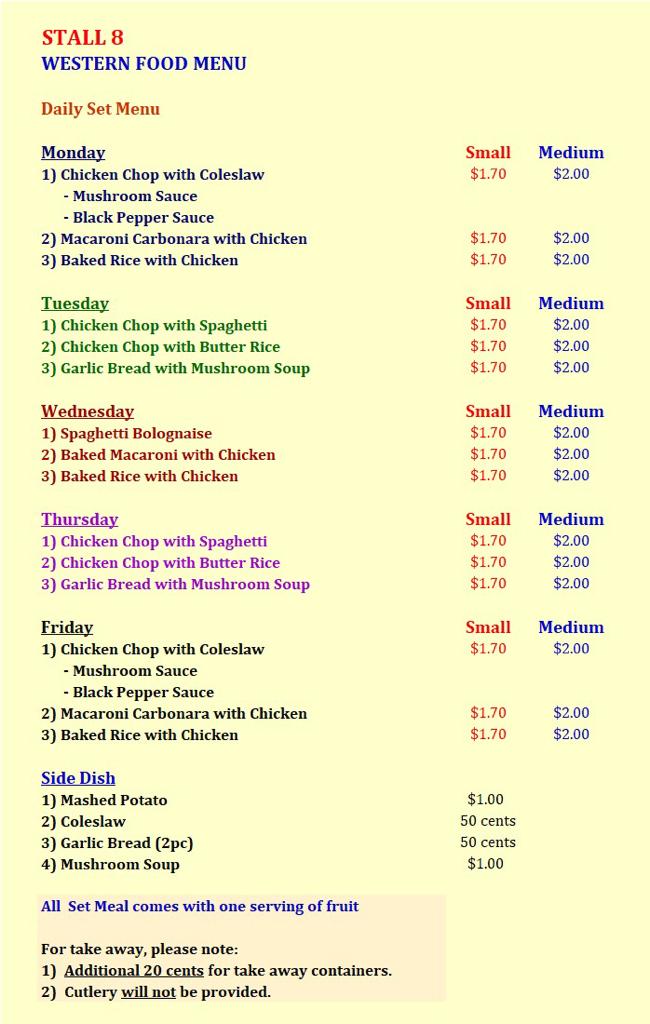 STALL 8
WESTERN FOOD MENU
Daily Set Menu
Monday Small Medium
1) Chicken Chop with Coleslaw $1.70 $2.00
- Mushroom Sauce
- Black Pepper Sauce
2) Macaroni Carbonara with Chicken $1.70 $2.00
3) Baked Rice with Chicken $1.70 $2.00
Tuesday Small Medium
1) Chicken Chop with Spaghetti $1.70 $2.00
2) Chicken Chop with Butter Rice $1.70 $2.00
3) Garlic Bread with Mushroom Soup $1.70 $2.00
Wednesday Small Medium
1) Spaghetti Bolognaise $1.70 $2.00
2) Baked Macaroni with Chicken $1.70 $2.00
3) Baked Rice with Chicken $1.70 $2.00
Thursday Small Medium
1) Chicken Chop with Spaghetti $1.70 $2.00
2) Chicken Chop with Butter Rice $1.70 $2.00
3) Garlic Bread with Mushroom Soup $1.70 $2.00
Friday Small Medium
1) Chicken Chop with Coleslaw $1.70 $2.00
- Mushroom Sauce
- Black Pepper Sauce
2) Macaroni Carbonara with Chicken $1.70 $2.00
3) Baked Rice with Chicken $1.70 $2.00
Side Dish
1) Mashed Potato $1.00
2) Coleslaw 50 cents
3) Garlic Bread (2pc) 50 cents
4) Mushroom Soup $1.00
All Set Meal comes with one serving of fruit
For take away, please note:
1) Additional 20 cents for take away containers.
2) Cutlery will not be provided.